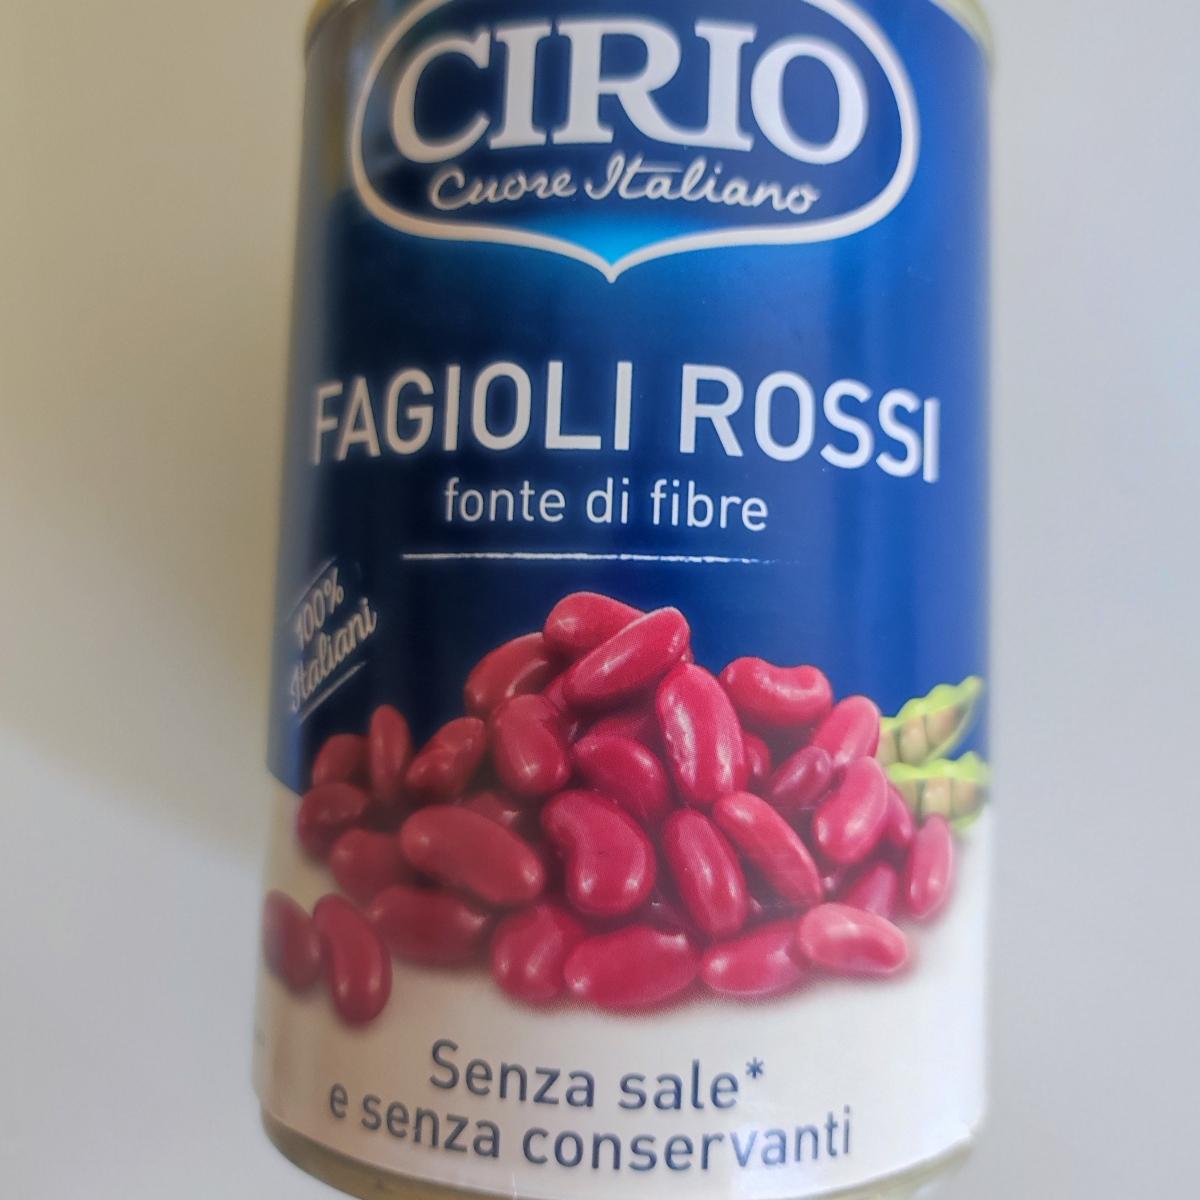 CIRIO
Cuore Italiano
FAGIOLI ROSSI
fonte di fibre
100%
Italiani
Senza sale*
e senza conservanti